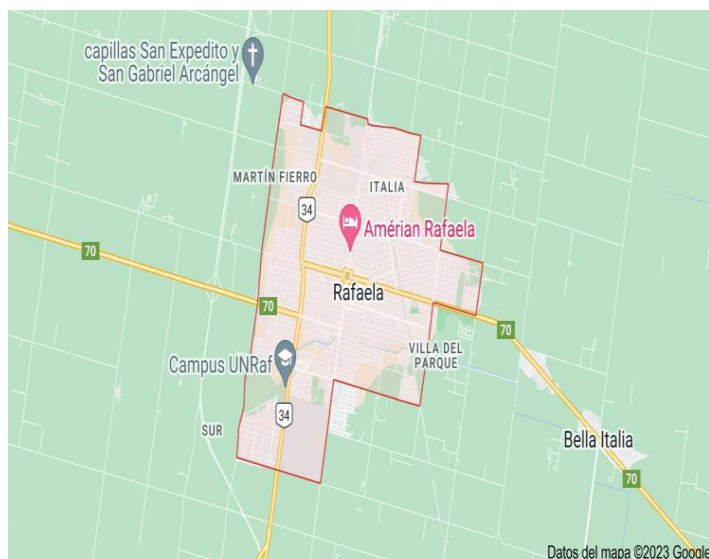 capillas San Expedito y
San Gabriel Arcángel
MARTÍN FIERRO
ITALIA
34
Amérian Rafaela
70
Rafaela
70
70
VILLA DEL
PARQUE
Campus UNRaf
34
SUR
Bella Italia
70
Datos del mapa ©2023 Google